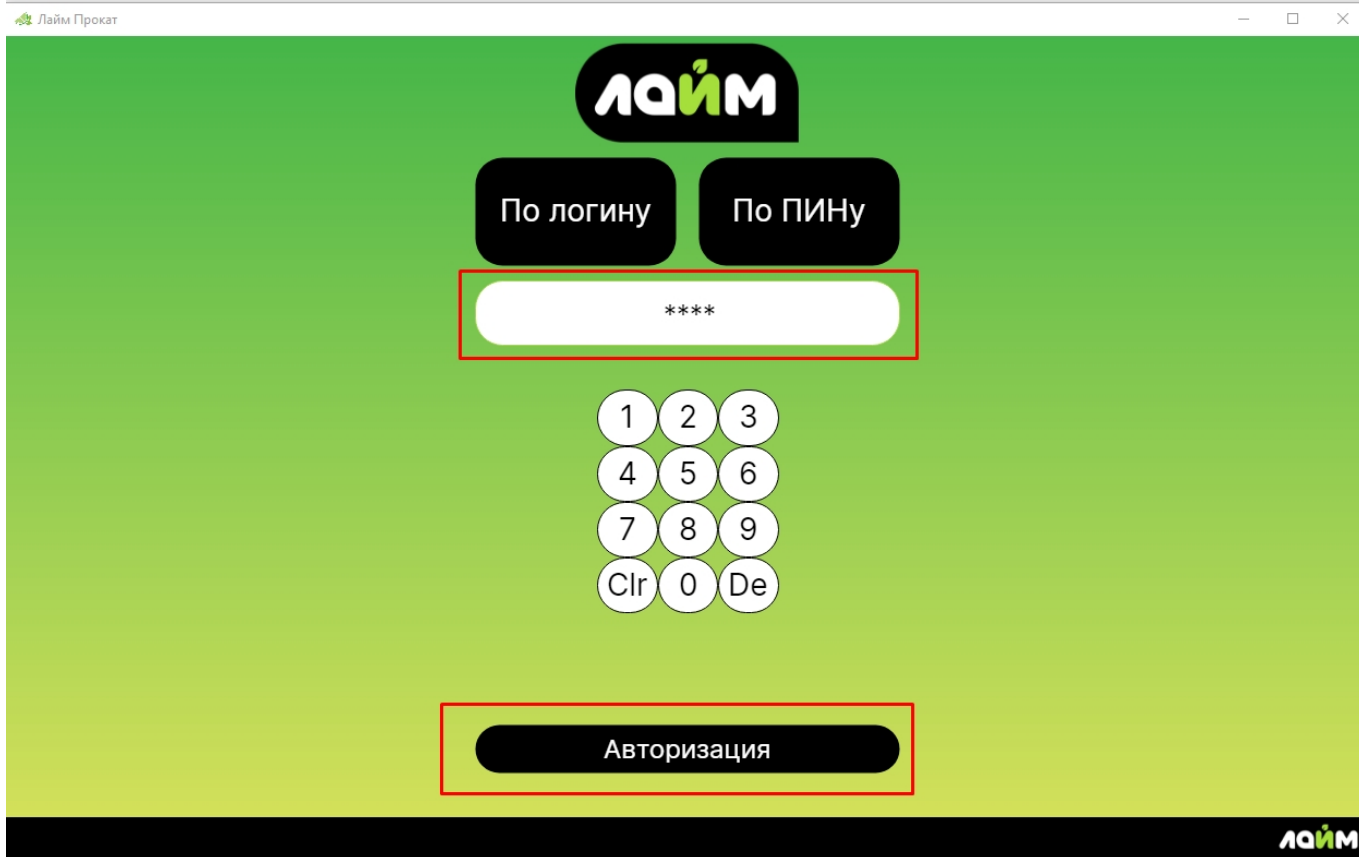 Лайм Прокат
лайм
По логину По ПИНу
****
1 2 3
4 5 6
7 8 9
Clr 0 De
Авторизация
лайм